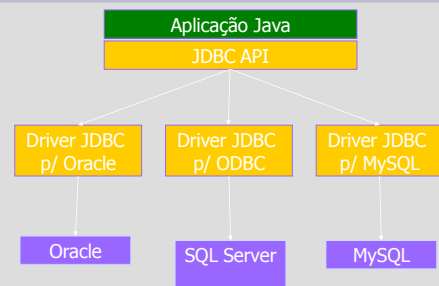 Aplicação Java
JDBC API
Driver JDBC
p/ Oracle
Driver JDBC
p/ ODBC
Driver JDBC
p/ MySQL
Oracle
SQL Server
MySQL